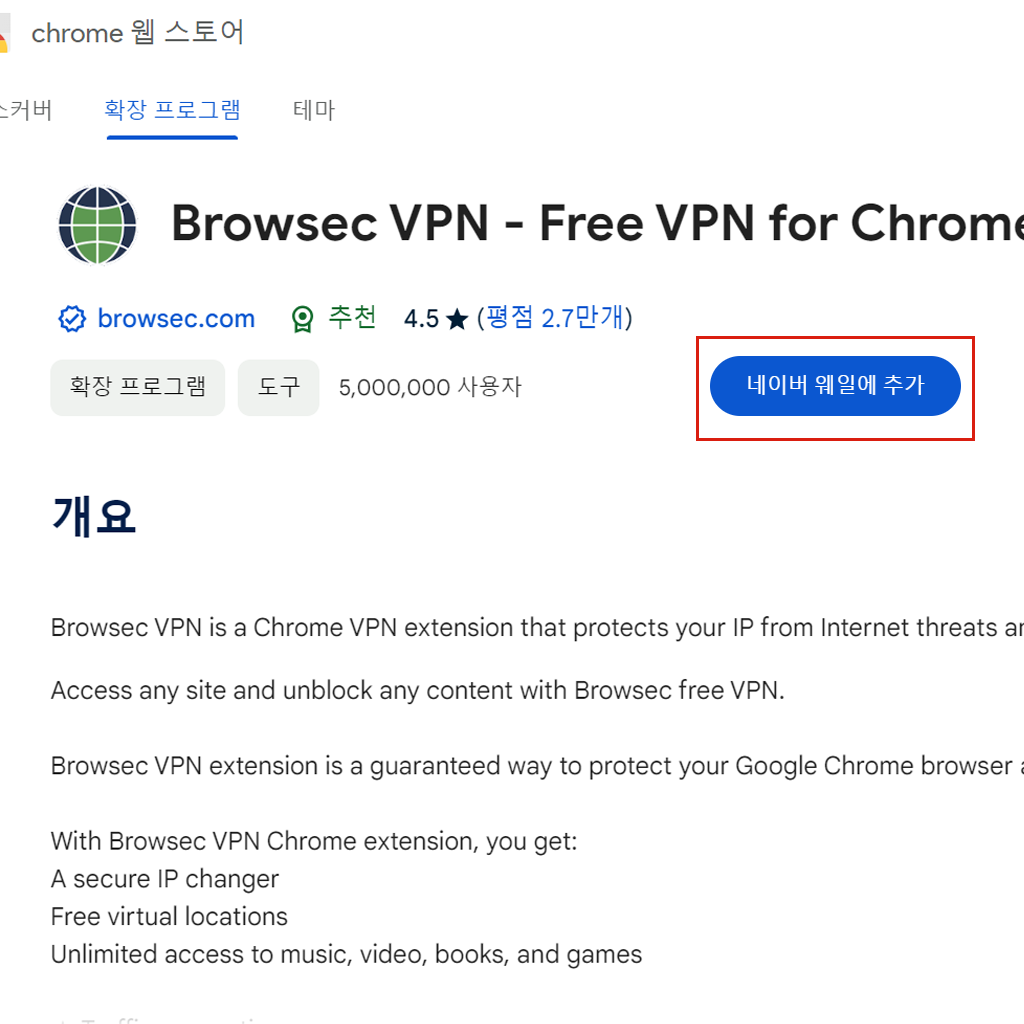 chrome 웹 스토어
스커버 확장 프로그램 테마
Browsec VPN - Free VPN for Chrome
browsec.com 추천 4.5 ★ (평점 2.7만개)
확장 프로그램 도구 5,000,000 사용자
네이버 웨일에 추가
개요
Browsec VPN is a Chrome VPN extension that protects your IP from Internet threats
Access any site and unblock any content with Browsec free VPN.
Browsec VPN extension is a guaranteed way to protect your Google Chrome browser
With Browsec VPN Chrome extension, you get:
A secure IP changer
Free virtual locations
Unlimited access to music, video, books, and games